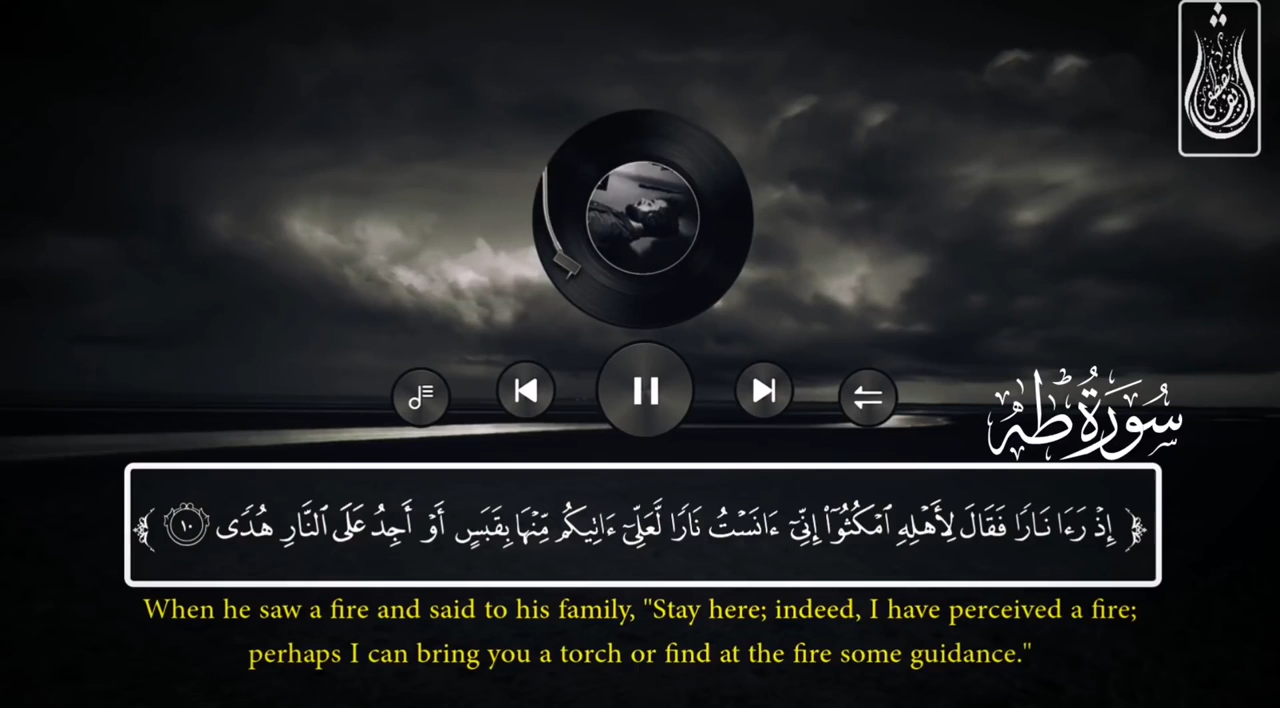 سُورَةُ طه
إِذْ رَءَا نَارًا فَقَالَ لِأَهْلِهِ ٱمْكُثُوٓا۟ إِنِّىٓ ءَانَسْتُ نَارًا لَّعَلِّىٓ ءَاتِيكُم مِّنْهَا بِقَبَسٍ أَوْ أَجِدُ عَلَى ٱلنَّارِ هُدًى ١٠
When he saw a fire and said to his family, "Stay here; indeed, I have perceived a fire;
perhaps I can bring you a torch or find at the fire some guidance."